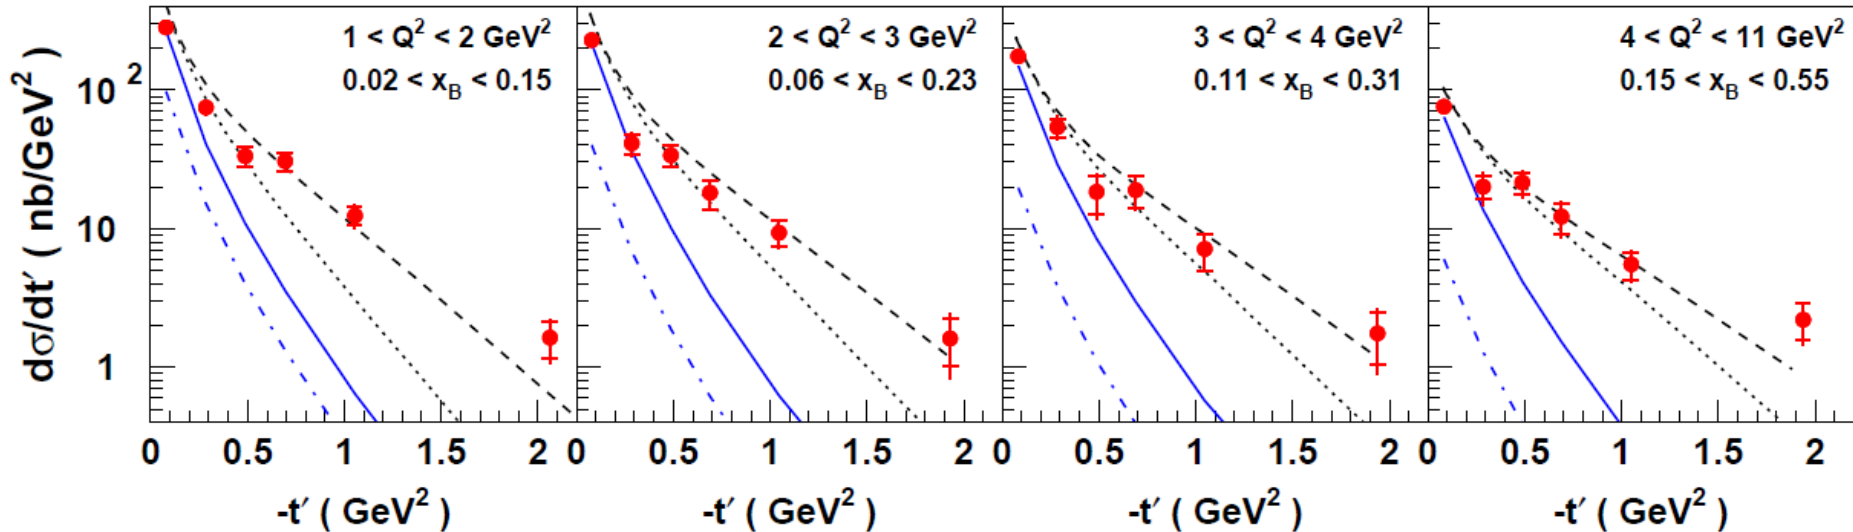 dσ/dt′ ( nb/GeV²)
10²
10
1
1 < Q² < 2 GeV²
0.02 < x_B < 0.15
2 < Q² < 3 GeV²
0.06 < x_B < 0.23
3 < Q² < 4 GeV²
0.11 < x_B < 0.31
4 < Q² < 11 GeV²
0.15 < x_B < 0.55
0 0.5 1 1.5 2 0 0.5 1 1.5 2 0 0.5 1 1.5 2 0 0.5 1 1.5 2
-t′ ( GeV²)
-t′ ( GeV²)
-t′ ( GeV²)
-t′ ( GeV²)